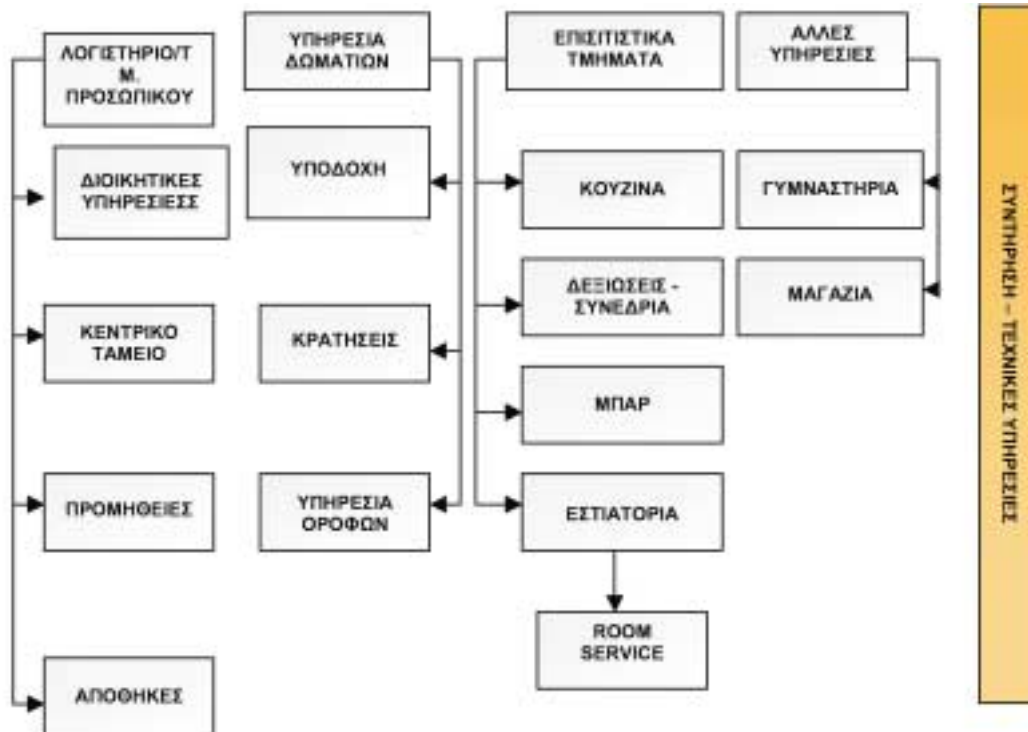 ΛΟΓΙΣΤΗΡΙΟ/Τ
Μ.
ΠΡΟΣΩΠΙΚΟΥ
ΔΙΟΙΚΗΤΙΚΕΣ
ΥΠΗΡΕΣΙΕΣΣ
ΚΕΝΤΡΙΚΟ
ΤΑΜΕΙΟ
ΠΡΟΜΗΘΕΙΕΣ
ΑΠΟΘΗΚΕΣ
ΥΠΗΡΕΣΙΑ
ΔΩΜΑΤΙΩΝ
ΥΠΟΔΟΧΗ
ΚΡΑΤΗΣΕΙΣ
ΥΠΗΡΕΣΙΑ
ΟΡΟΦΩΝ
ΕΠΙΣΙΤΙΣΤΙΚΑ
ΤΜΗΜΑΤΑ
ΚΟΥΖΙΝΑ
ΔΕΞΙΩΣΕΙΣ -
ΣΥΝΕΔΡΙΑ
ΜΠΑΡ
ΕΣΤΙΑΤΟΡΙΑ
ROOM
SERVICE
ΑΛΛΕΣ
ΥΠΗΡΕΣΙΕΣ
ΓΥΜΝΑΣΤΗΡΙΑ
ΜΑΓΑΖΙΑ
ΣΥΝΤΗΡΗΣΗ – ΤΕΧΝΙΚΕΣ ΥΠΗΡΕΣΙΕΣ